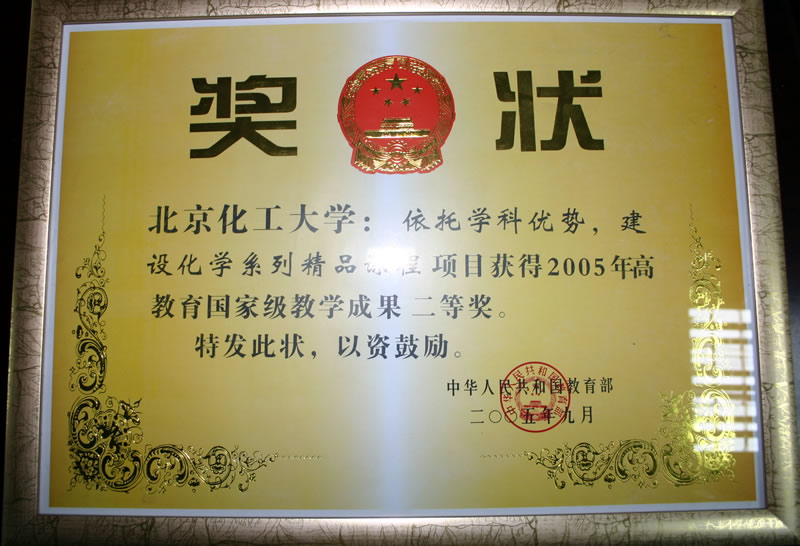 奖 状
北京化工大学：依托学科优势，建
设化学系列精品课程 项目获得2005年高
教育国家级教学成果 二等奖。
特发此状，以资鼓励。
中华人民共和国教育部
二〇〇五年九月